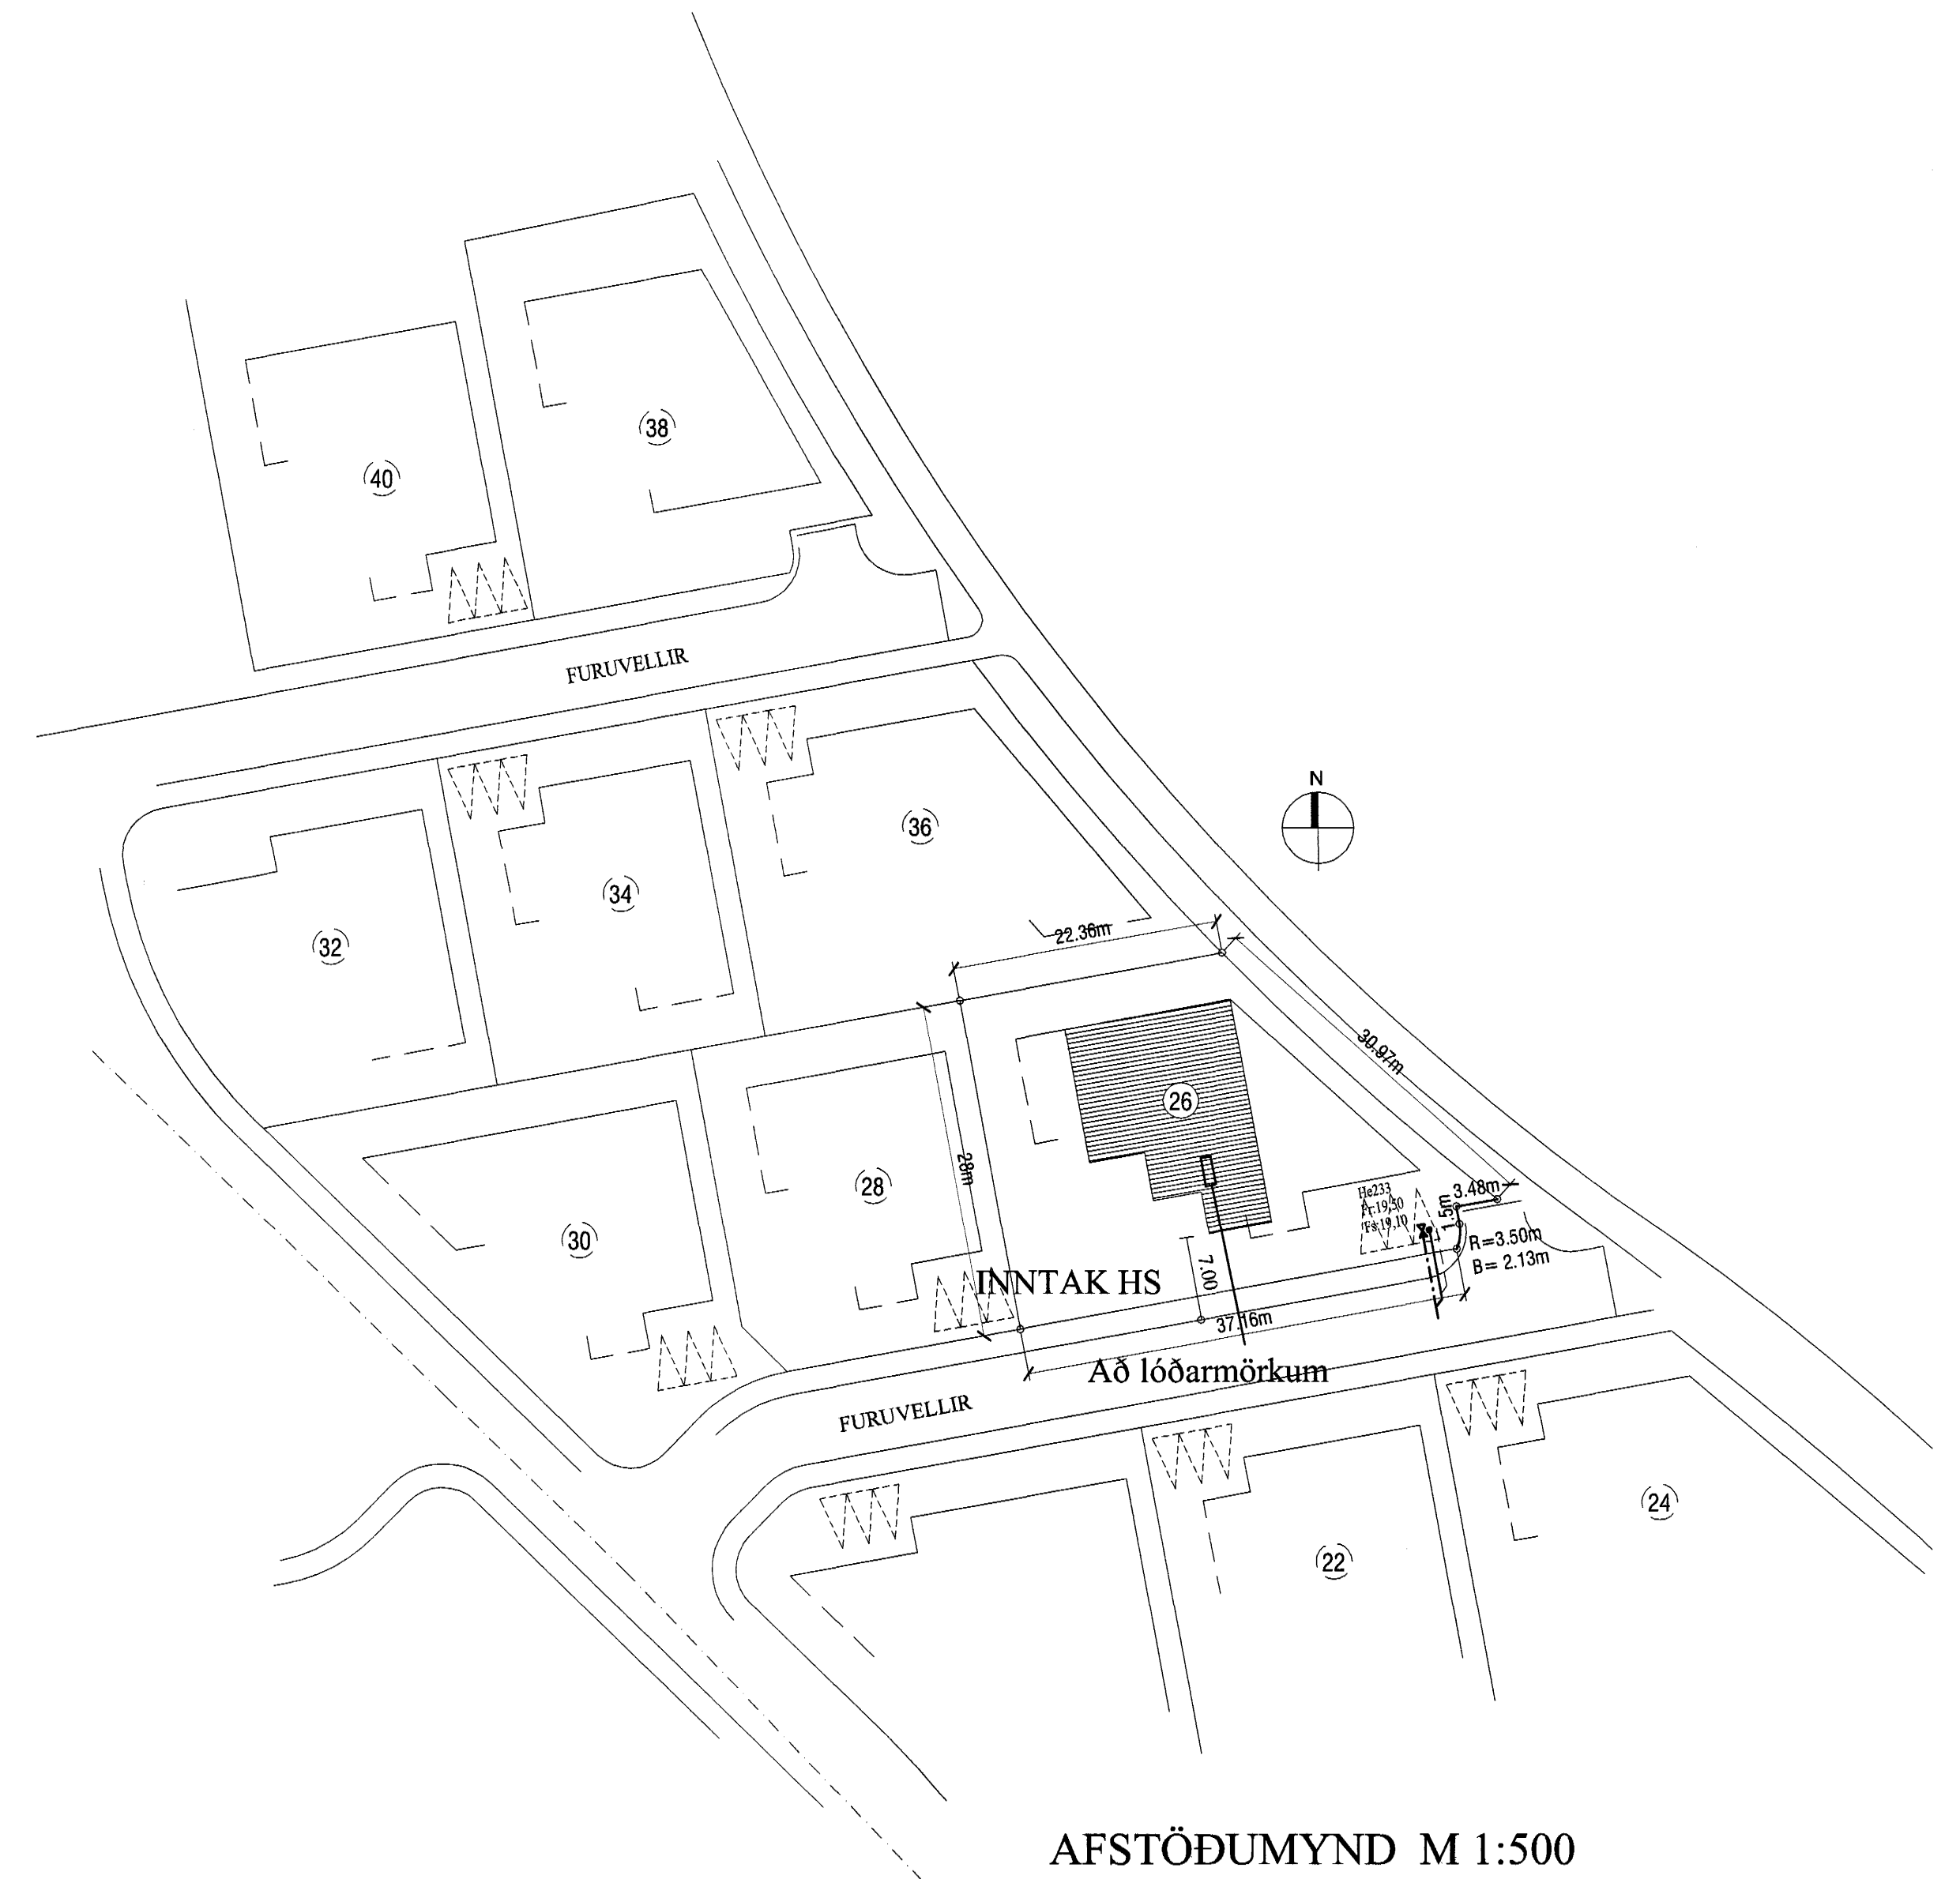 38
40
FURUVELLIR
N
36
34
32
22.36m
30.97m
26
28m
28
He233
Fr:19,50
Fs:19,10
3.48m
1.5m
30
R=3.50m
B= 2.13m
7.00
INNTAK HS
37.16m
Að lóðarmörkum
FURUVELLIR
24
22
AFSTÖÐUMYND M 1:500